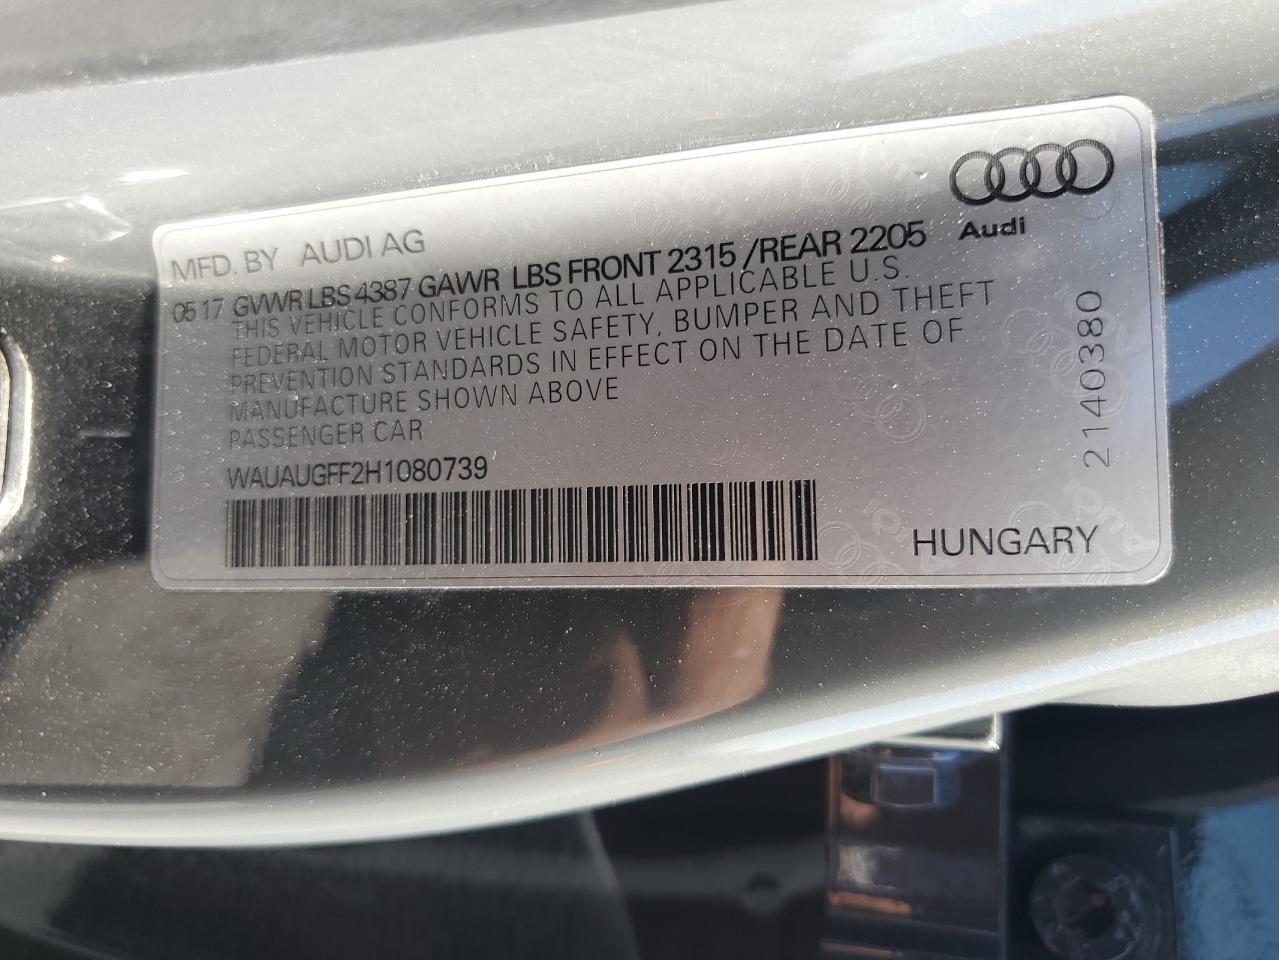 MFD. BY AUDI AG
05 17 GVWR LBS 4387 GAWR LBS FRONT 2315 /REAR 2205
THIS VEHICLE CONFORMS TO ALL APPLICABLE U.S.
FEDERAL MOTOR VEHICLE SAFETY, BUMPER AND THEFT
PREVENTION STANDARDS IN EFFECT ON THE DATE OF
MANUFACTURE SHOWN ABOVE
PASSENGER CAR
WAUAUGFF2H1080739
Audi
2140380
HUNGARY